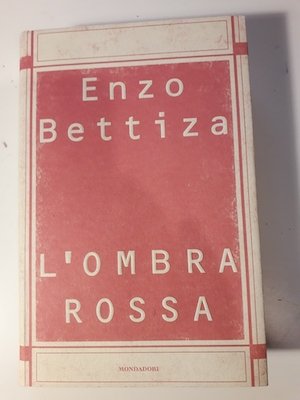 Enzo
Bettiza
L'OMBRA
ROSSA
MONDADORI